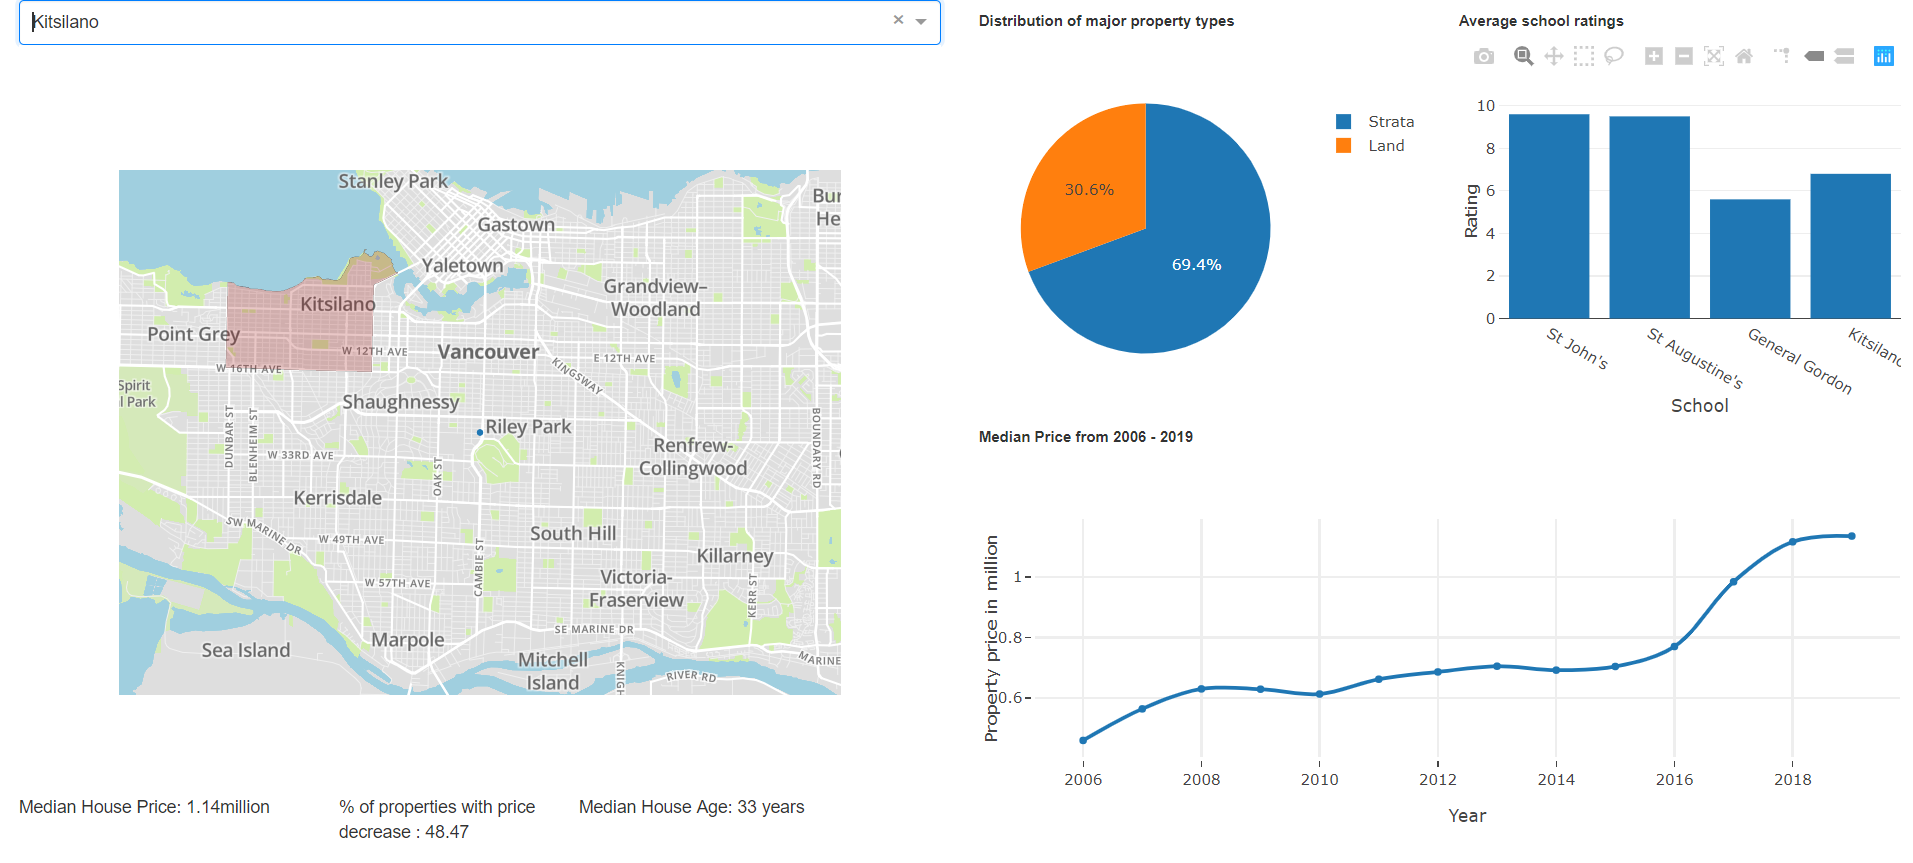 Kitsilano
Stanley Park
Gastown
Yaletown
Kitsilano
Grandview–
Woodland
Point Grey
W 12TH AVE
Vancouver
E 12TH AVE
KINGSWAY
W 16TH AVE
Spirit
l Park
Shaughnessy
Riley Park
DUNBAR ST
BLENHEIM ST
W 33RD AVE
OAK ST
Renfrew-
Collingwood
BOUNDARY RD
Kerrisdale
SW MARINE DR
W 49TH AVE
South Hill
CAMBIE ST
Killarney
W 57TH AVE
Victoria-
Fraserview
KERR ST
SE MARINE DR
Marpole
Sea Island
Mitchell
Island
KNIGH
RIVER RD
MARINE
Bur
He
Median House Price: 1.14million
% of properties with price
decrease : 48.47
Median House Age: 33 years
Distribution of major property types
30.6%
69.4%
Strata
Land
Average school ratings
10
8
6
4
2
0
Rating
St John's
St Augustine's
General Gordon
Kitsilano
School
Median Price from 2006 - 2019
Property price in million
1
0.8
0.6
2006
2008
2010
2012
2014
2016
2018
Year